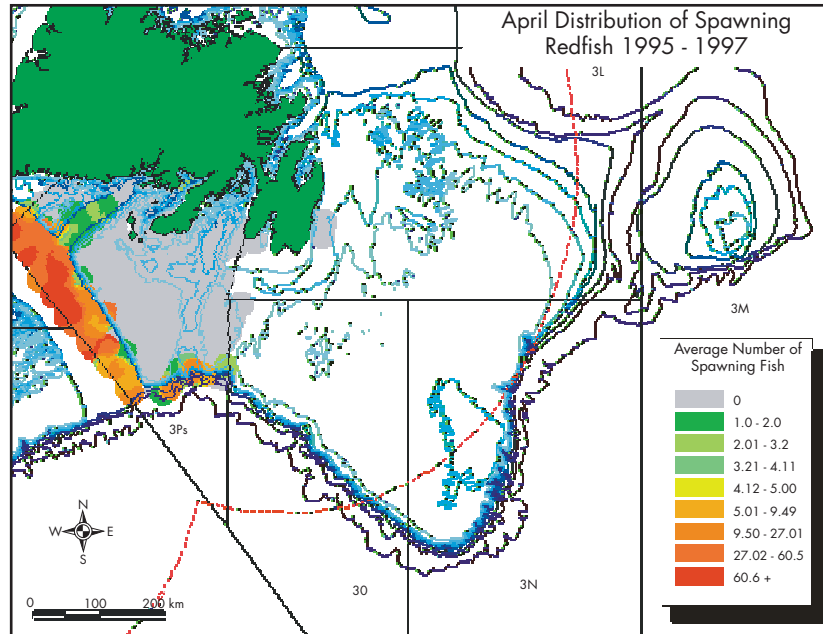 April Distribution of Spawning
Redfish 1995 - 1997
3L
3M
Average Number of
Spawning Fish
0
1.0 - 2.0
2.01 - 3.2
3.21 - 4.11
4.12 - 5.00
5.01 - 9.49
9.50 - 27.01
27.02 - 60.5
60.6 +
3Ps
N
W E
S
30
3N
0 100 200 km